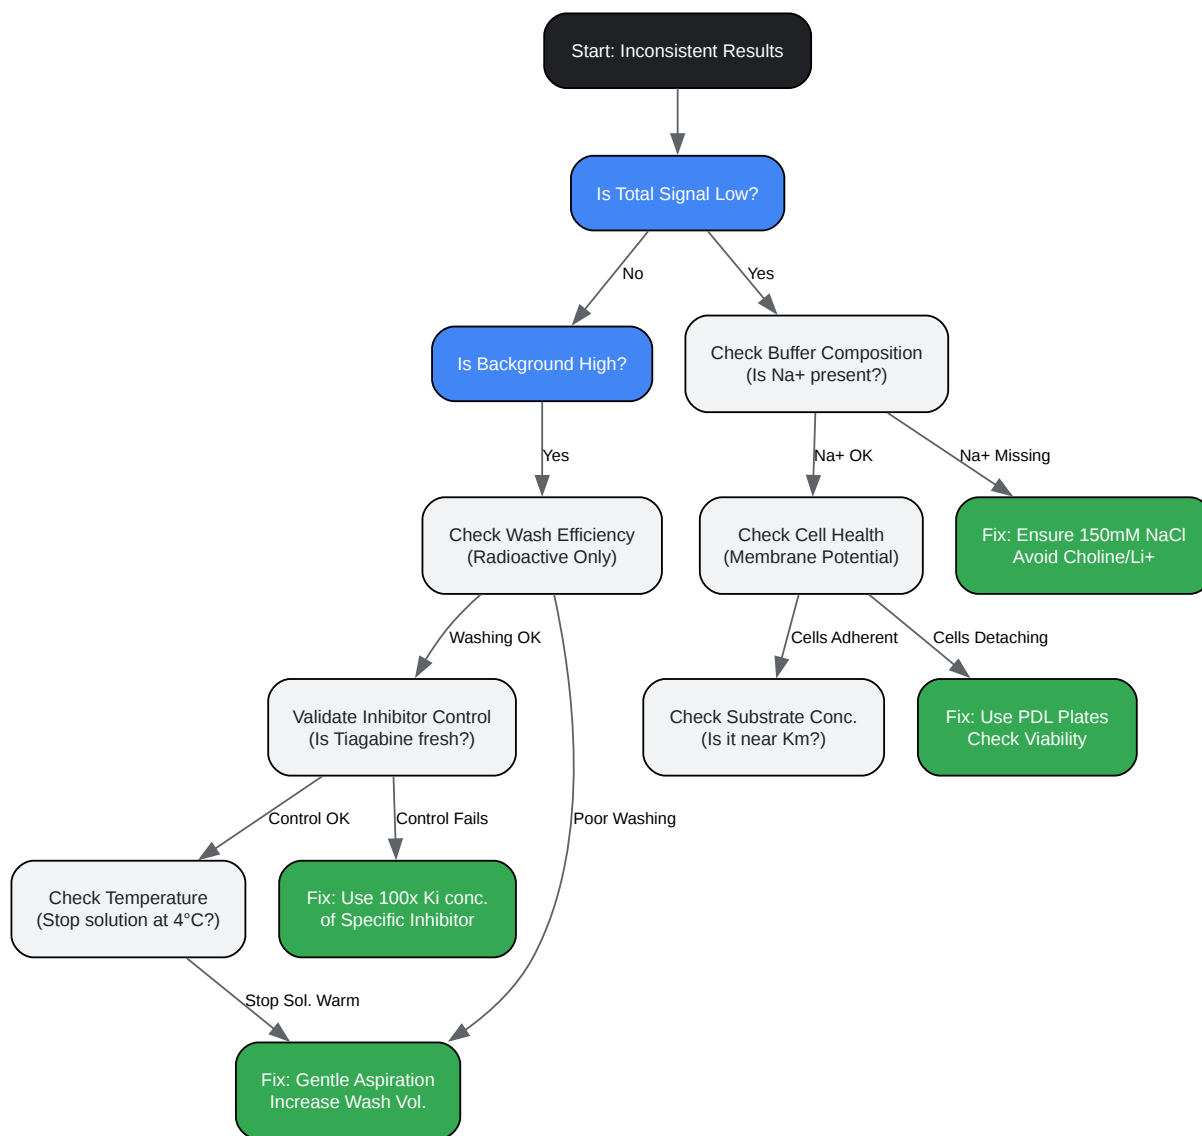 Start: Inconsistent Results
Is Total Signal Low?
No
Yes
Is Background High?
Check Buffer Composition
(Is Na+ present?)
Yes
Na+ OK
Na+ Missing
Check Wash Efficiency
(Radioactive Only)
Check Cell Health
(Membrane Potential)
Fix: Ensure 150mM NaCl
Avoid Choline/Li+
Washing OK
Cells Adherent
Cells Detaching
Validate Inhibitor Control
(Is Tiagabine fresh?)
Check Substrate Conc.
(Is it near Km?)
Fix: Use PDL Plates
Check Viability
Control OK
Control Fails
Poor Washing
Check Temperature
(Stop solution at 4°C?)
Fix: Use 100x Ki conc.
of Specific Inhibitor
Stop Sol. Warm
Fix: Gentle Aspiration
Increase Wash Vol.